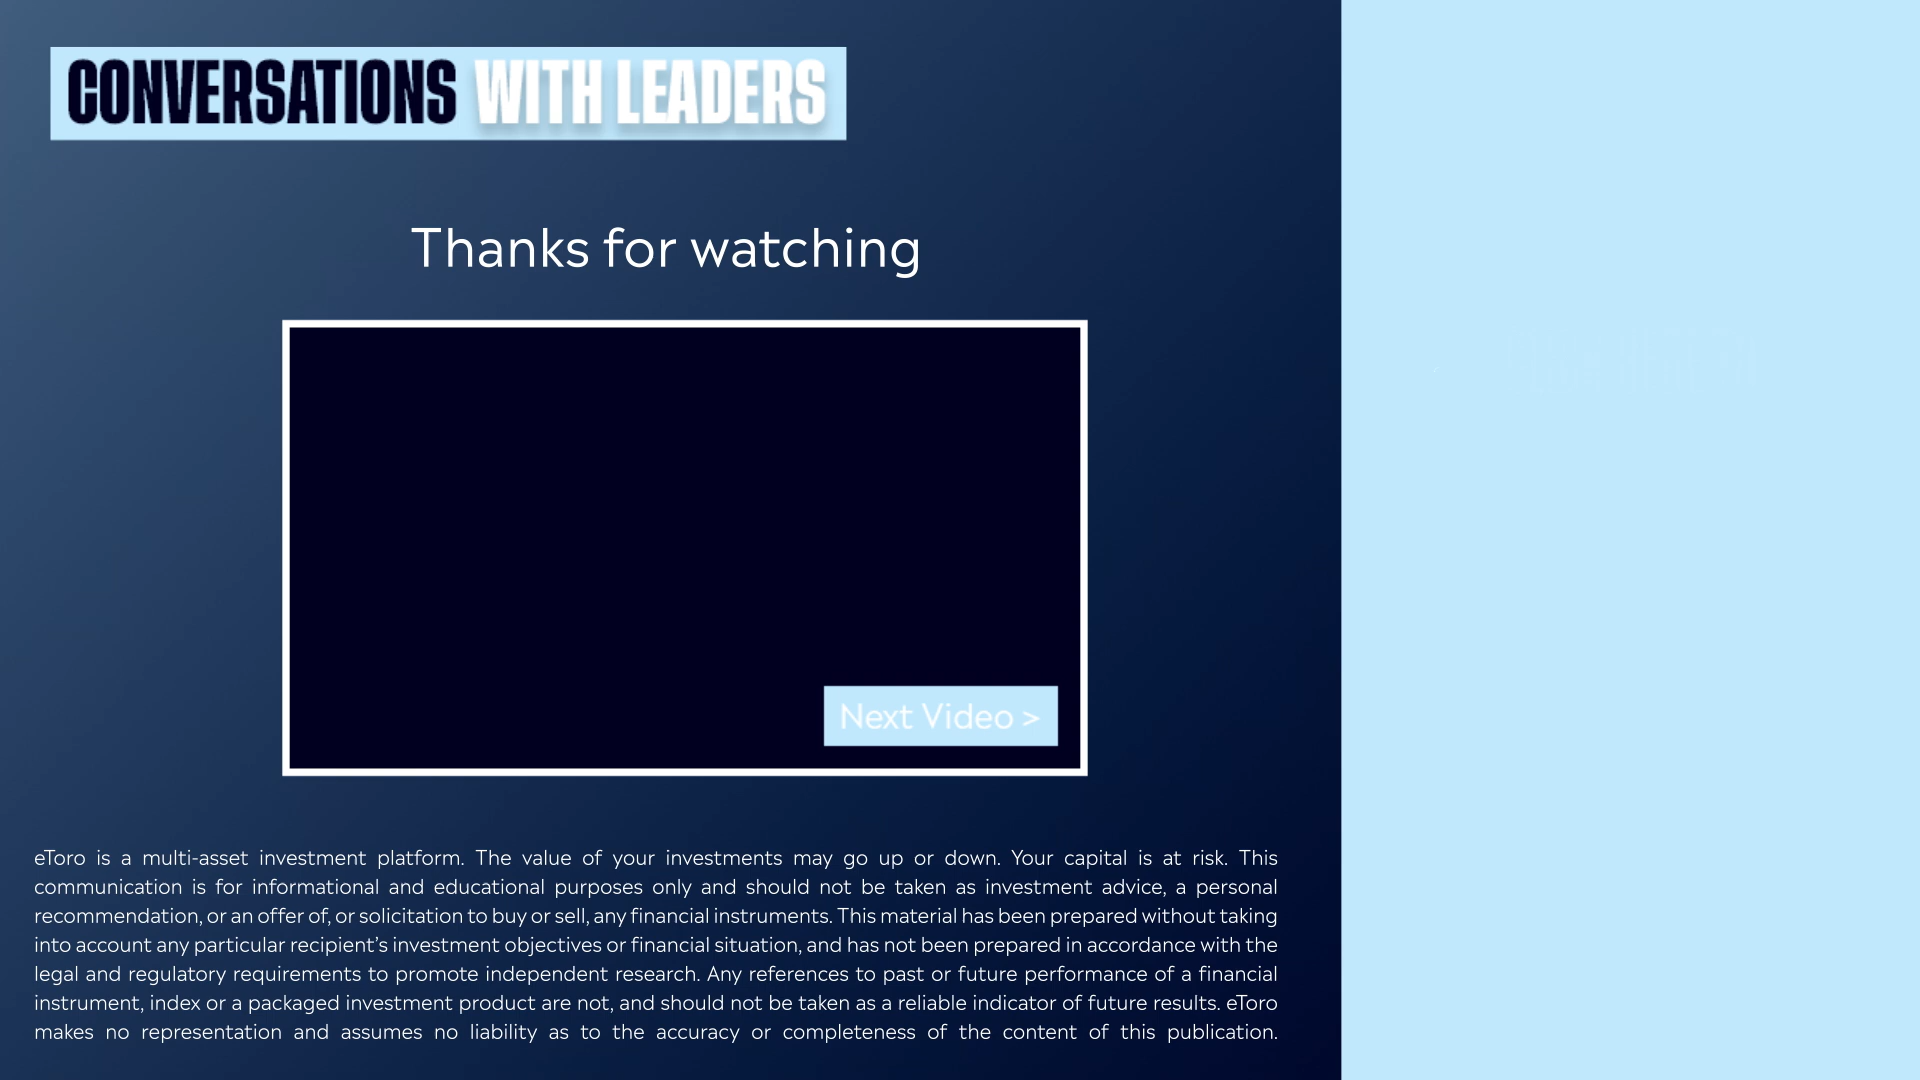 CONVERSATIONS WITH LEADERS
Thanks for watching
Next Video >
eToro is a multi-asset investment platform. The value of your investments may go up or down. Your capital is at risk. This
communication is for informational and educational purposes only and should not be taken as investment advice, a personal
recommendation, or an offer of, or solicitation to buy or sell, any financial instruments. This material has been prepared without taking
into account any particular recipient’s investment objectives or financial situation, and has not been prepared in accordance with the
legal and regulatory requirements to promote independent research. Any references to past or future performance of a financial
instrument, index or a packaged investment product are not, and should not be taken as a reliable indicator of future results. eToro
makes no representation and assumes no liability as to the accuracy or completeness of the content of this publication.